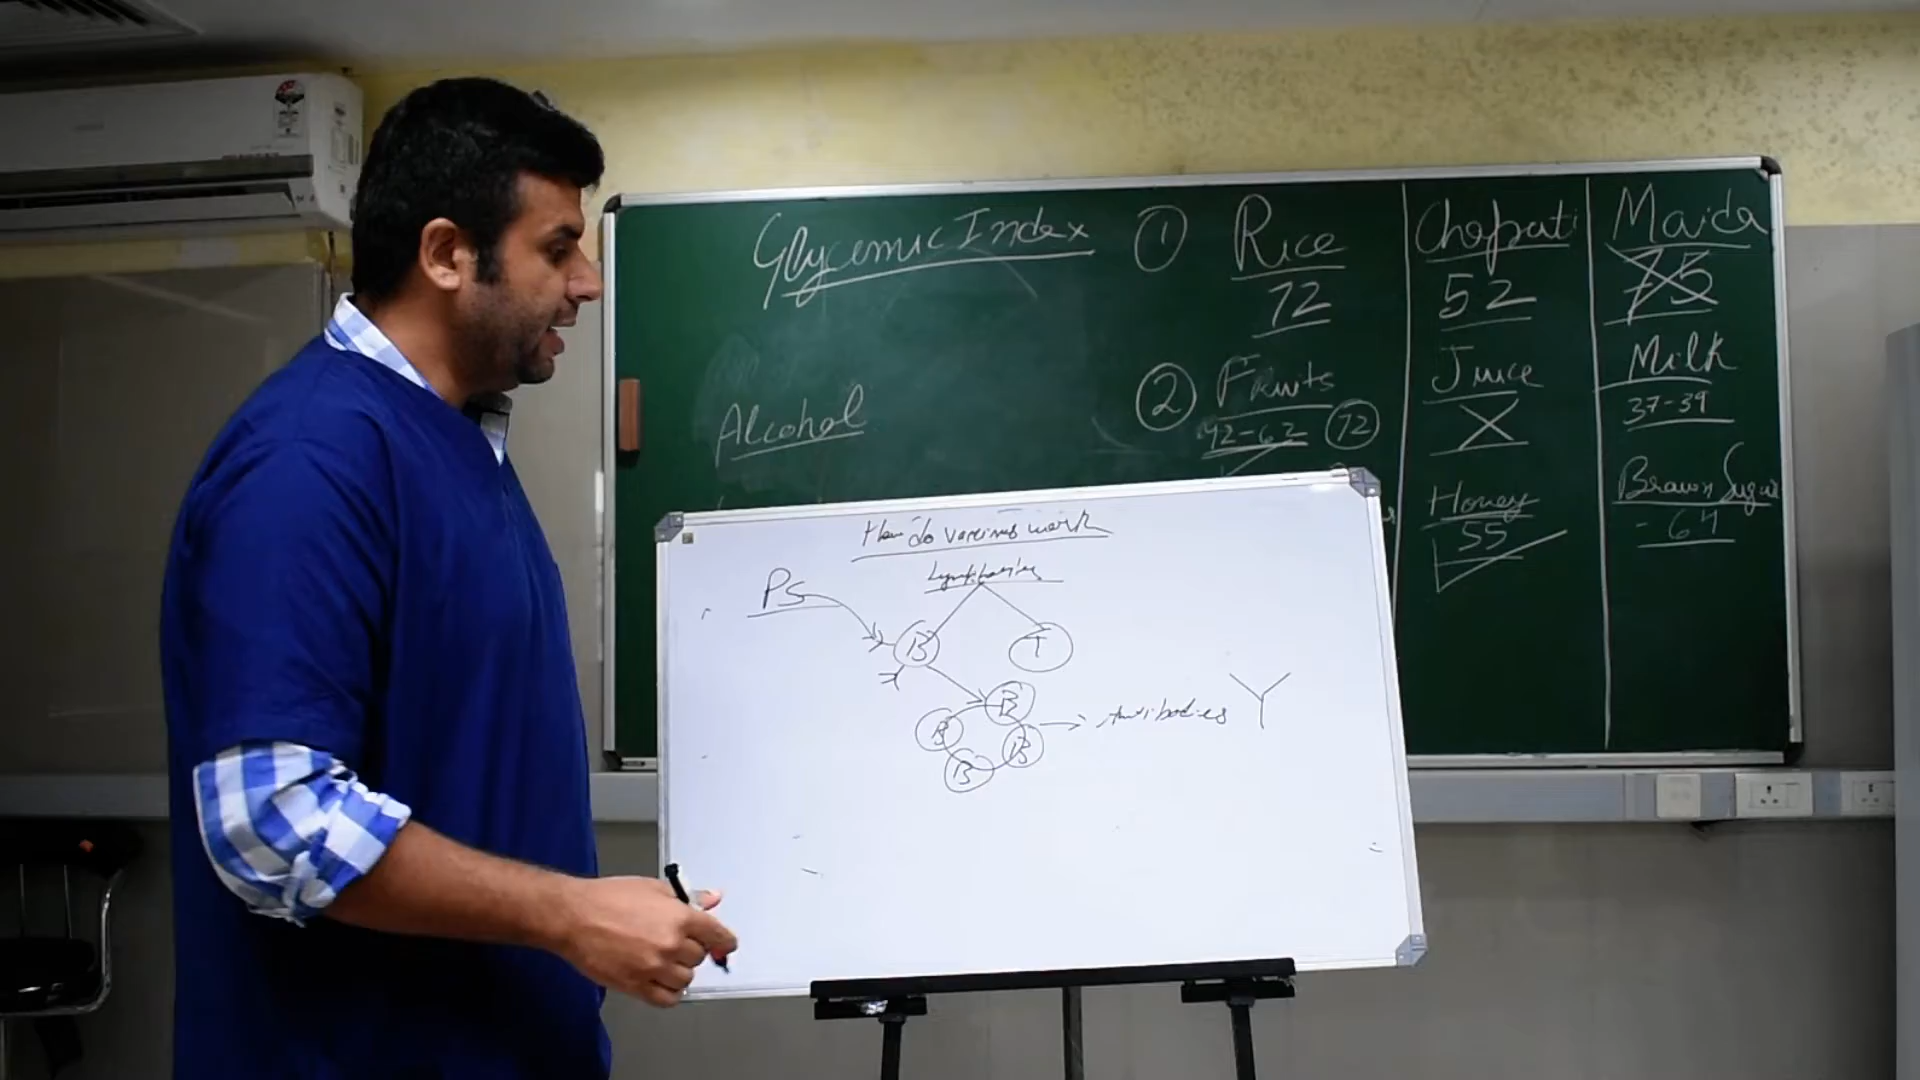 Glycemic Index
① Rice
72
Chapati
52
Maida
75
② Fruits
42-62
72
Juice
X
Milk
37-39
Alcohol
Honey
55
Brown Sugar
- 64
How do vaccines work
Lymphocytes
PS
B
T
B
B
B
B
Antibodies